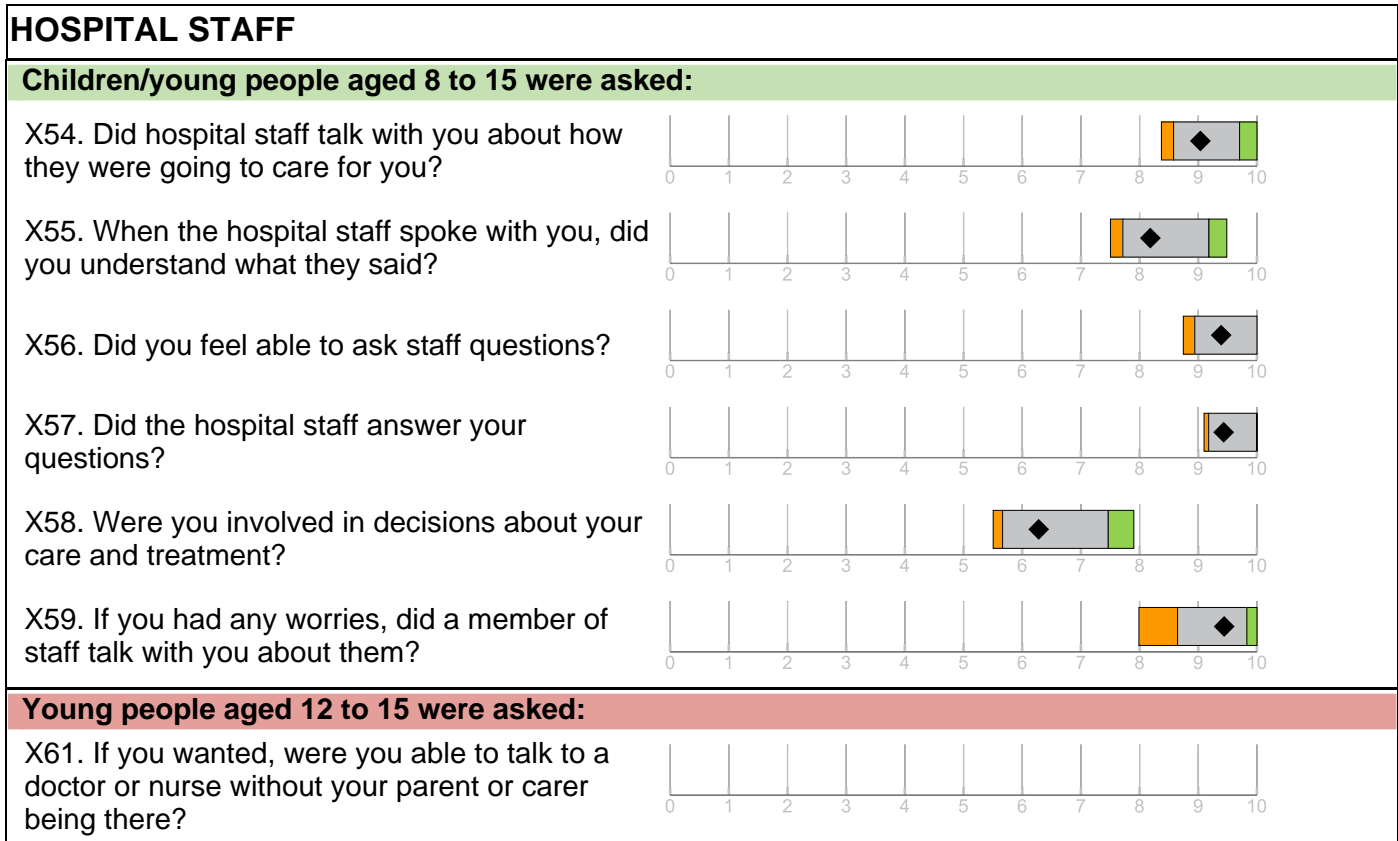 HOSPITAL STAFF
Children/young people aged 8 to 15 were asked:
X54. Did hospital staff talk with you about how
they were going to care for you?
0 1 2 3 4 5 6 7 8 9 10
X55. When the hospital staff spoke with you, did
you understand what they said?
0 1 2 3 4 5 6 7 8 9 10
X56. Did you feel able to ask staff questions?
0 1 2 3 4 5 6 7 8 9 10
X57. Did the hospital staff answer your
questions?
0 1 2 3 4 5 6 7 8 9 10
X58. Were you involved in decisions about your
care and treatment?
0 1 2 3 4 5 6 7 8 9 10
X59. If you had any worries, did a member of
staff talk with you about them?
0 1 2 3 4 5 6 7 8 9 10
Young people aged 12 to 15 were asked:
X61. If you wanted, were you able to talk to a
doctor or nurse without your parent or carer
being there?
0 1 2 3 4 5 6 7 8 9 10